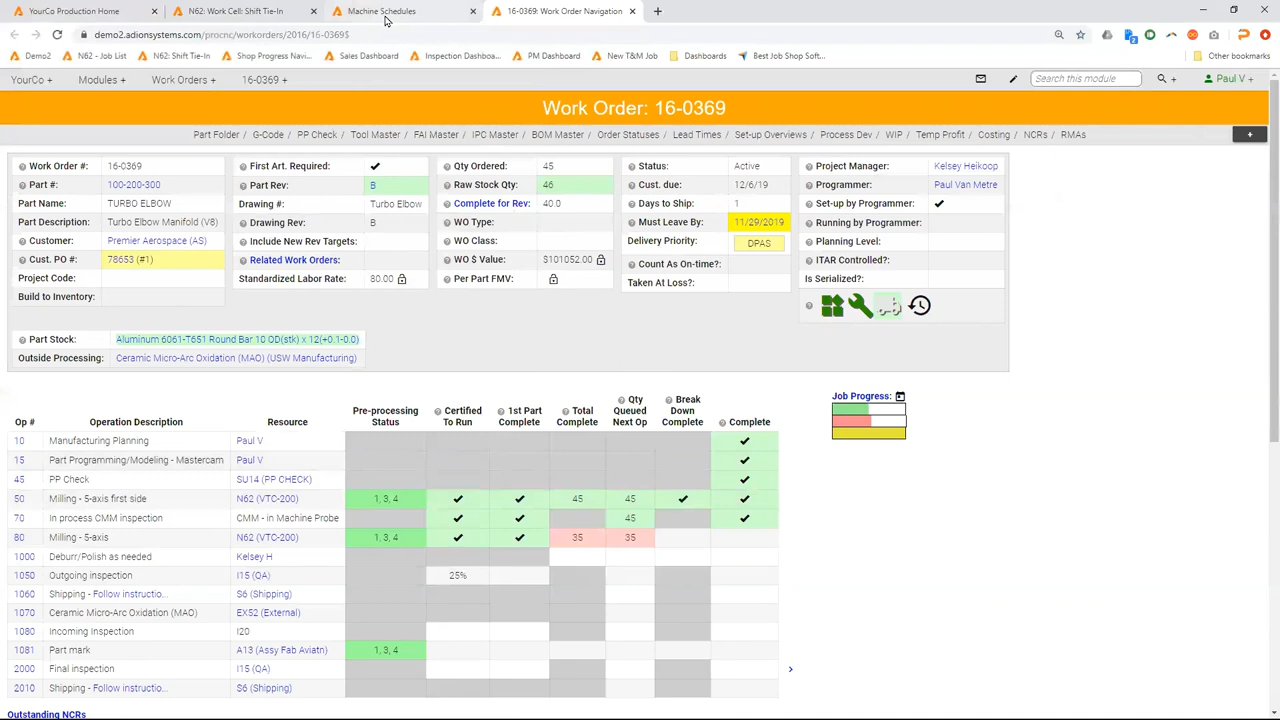 YourCo Production Home × N62: Work Cell: Shift Tie-In × Machine Schedules × 16-0369: Work Order Navigation × +
demo2.adionsystems.com/procnc/workorders/2016/16-0369$
Demo2 N62 - Job List N62: Shift Tie-In Shop Progress Navi... Sales Dashboard Inspection Dashboa... PM Dashboard New T&M Job Dashboards Best Job Shop Soft... Other bookmarks
YourCo + Modules + Work Orders + 16-0369 + Search this module + Paul V +
Work Order: 16-0369
Part Folder / G-Code / PP Check / Tool Master / FAI Master / IPC Master / BOM Master / Order Statuses / Lead Times / Set-up Overviews / Process Dev / WIP / Temp Profit / Costing / NCRs / RMAs +
Work Order #: 16-0369 First Art. Required: ✓ Qty Ordered: 45 Status: Active Project Manager: Kelsey Heikoop
Part #: 100-200-300 Part Rev: B Raw Stock Qty: 46 Cust. due: 12/6/19 Programmer: Paul Van Metre
Part Name: TURBO ELBOW Drawing #: Turbo Elbow Complete for Rev: 40.0 Days to Ship: 1 Set-up by Programmer: ✓
Part Description: Turbo Elbow Manifold (V8) Drawing Rev: B WO Type: Must Leave By: 11/29/2019 Running by Programmer:
Customer: Premier Aerospace (AS) Include New Rev Targets: WO Class: Delivery Priority: DPAS Planning Level:
Cust. PO #: 78653 (#1) Related Work Orders: WO $ Value: $101052.00 Count As On-time?: ITAR Controlled?:
Project Code: Standardized Labor Rate: 80.00 Per Part FMV: Taken At Loss?: Is Serialized?:
Build to Inventory:
Part Stock: Aluminum 6061-T651 Round Bar 10 OD(stk) x 12(+0.1-0.0)
Outside Processing: Ceramic Micro-Arc Oxidation (MAO) (USW Manufacturing)
Job Progress:
Op # Operation Description Resource Pre-processing Status Certified To Run 1st Part Complete Total Complete Qty Queued Next Op Break Down Complete Complete
10 Manufacturing Planning Paul V ✓
15 Part Programming/Modeling - Mastercam Paul V ✓
45 PP Check SU14 (PP CHECK) ✓
50 Milling - 5-axis first side N62 (VTC-200) 1, 3, 4 ✓ ✓ 45 45 ✓ ✓
70 In process CMM inspection CMM - in Machine Probe ✓ ✓ 45 ✓
80 Milling - 5-axis N62 (VTC-200) 1, 3, 4 ✓ ✓ 35 35
1000 Deburr/Polish as needed Kelsey H
1050 Outgoing inspection I15 (QA) 25%
1060 Shipping - Follow instructio... S6 (Shipping)
1070 Ceramic Micro-Arc Oxidation (MAO) EX52 (External)
1080 Incoming Inspection I20
1081 Part mark A13 (Assy Fab Aviatn) 1, 3, 4
2000 Final inspection I15 (QA)
2010 Shipping - Follow instructio... S6 (Shipping)
Outstanding NCRs